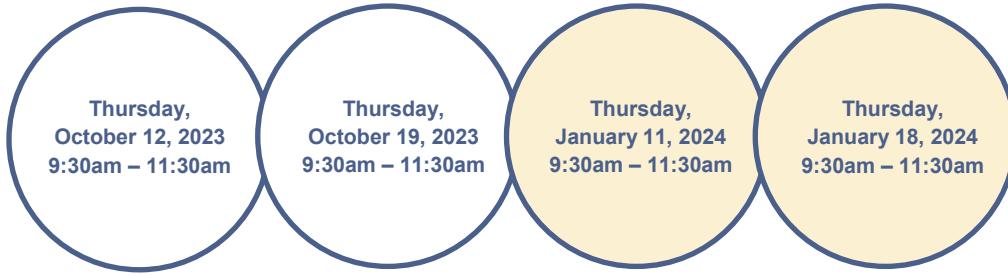 Thursday,
October 12, 2023
9:30am – 11:30am
Thursday,
October 19, 2023
9:30am – 11:30am
Thursday,
January 11, 2024
9:30am – 11:30am
Thursday,
January 18, 2024
9:30am – 11:30am